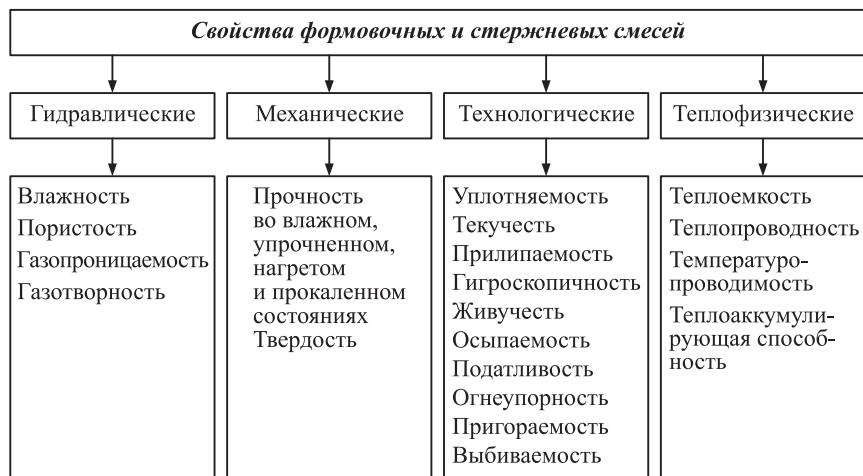 Свойства формовочных и стержневых смесей
Гидравлические
Механические
Технологические
Теплофизические
Влажность
Пористость
Газопроницаемость
Газотворность
Прочность
во влажном,
упрочненном,
нагретом
и прокаленном
состояниях
Твердость
Уплотняемость
Текучесть
Прилипаемость
Гигроскопичность
Живучесть
Осыпаемость
Податливость
Огнеупорность
Пригораемость
Выбиваемость
Теплоемкость
Теплопроводность
Температуро-
проводимость
Теплоаккумули-
рующая способ-
ность